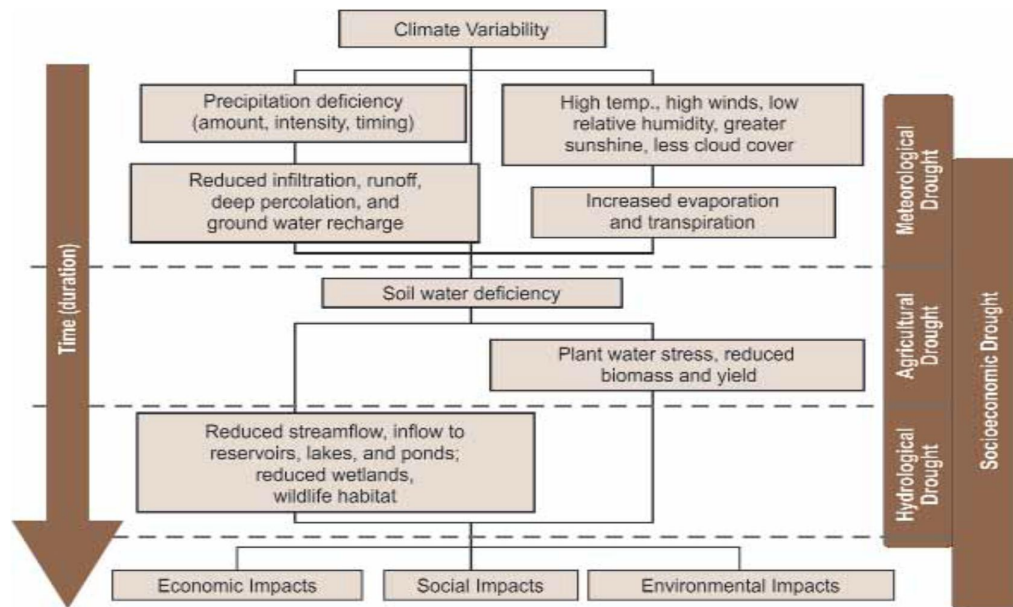 Climate Variability
Precipitation deficiency
(amount, intensity, timing)
High temp., high winds, low
relative humidity, greater
sunshine, less cloud cover
Reduced infiltration, runoff,
deep percolation, and
ground water recharge
Increased evaporation
and transpiration
Soil water deficiency
Plant water stress, reduced
biomass and yield
Reduced streamflow, inflow to
reservoirs, lakes, and ponds;
reduced wetlands,
wildlife habitat
Economic Impacts
Social Impacts
Environmental Impacts
Time (duration)
Meteorological
Drought
Agricultural
Drought
Hydrological
Drought
Socioeconomic Drought